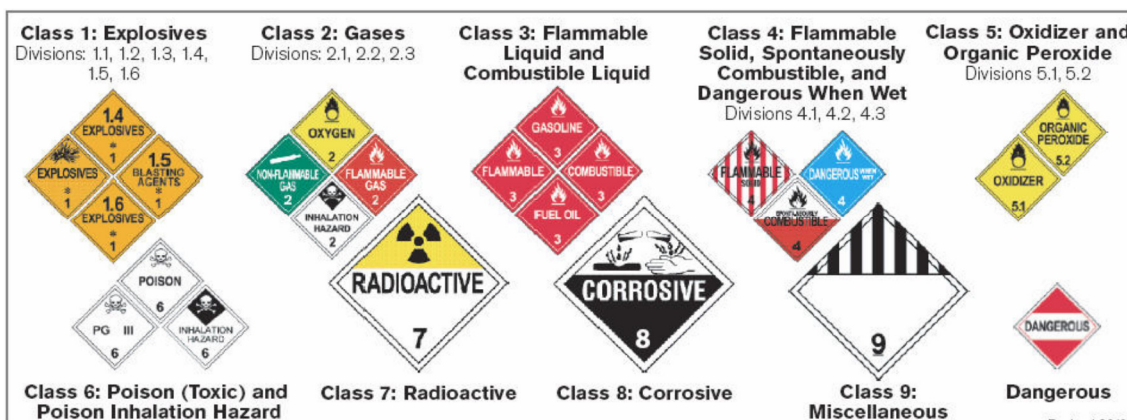 Class 1: Explosives
Divisions: 1.1, 1.2, 1.3, 1.4,
1.5, 1.6
Class 2: Gases
Divisions: 2.1, 2.2, 2.3
Class 3: Flammable
Liquid and
Combustible Liquid
Class 4: Flammable
Solid, Spontaneously
Combustible, and
Dangerous When Wet
Divisions 4.1, 4.2, 4.3
Class 5: Oxidizer and
Organic Peroxide
Divisions 5.1, 5.2
1.4
EXPLOSIVES
*
1
EXPLOSIVES
*
1
1.5
BLASTING
AGENTS
*
1
1.6
EXPLOSIVES
*
1
OXYGEN
2
NON-FLAMMABLE
GAS
2
FLAMMABLE
GAS
2
INHALATION
HAZARD
2
GASOLINE
3
FLAMMABLE
3
COMBUSTIBLE
3
FUEL OIL
3
FLAMMABLE
SOLID
4
DANGEROUS WHEN WET
4
SPONTANEOUSLY
COMBUSTIBLE
4
ORGANIC
PEROXIDE
5.2
OXIDIZER
5.1
POISON
6
PG III
6
INHALATION
HAZARD
6
RADIOACTIVE
7
CORROSIVE
8
9
DANGEROUS
Class 6: Poison (Toxic) and
Poison Inhalation Hazard
Class 7: Radioactive
Class 8: Corrosive
Class 9:
Miscellaneous
Dangerous